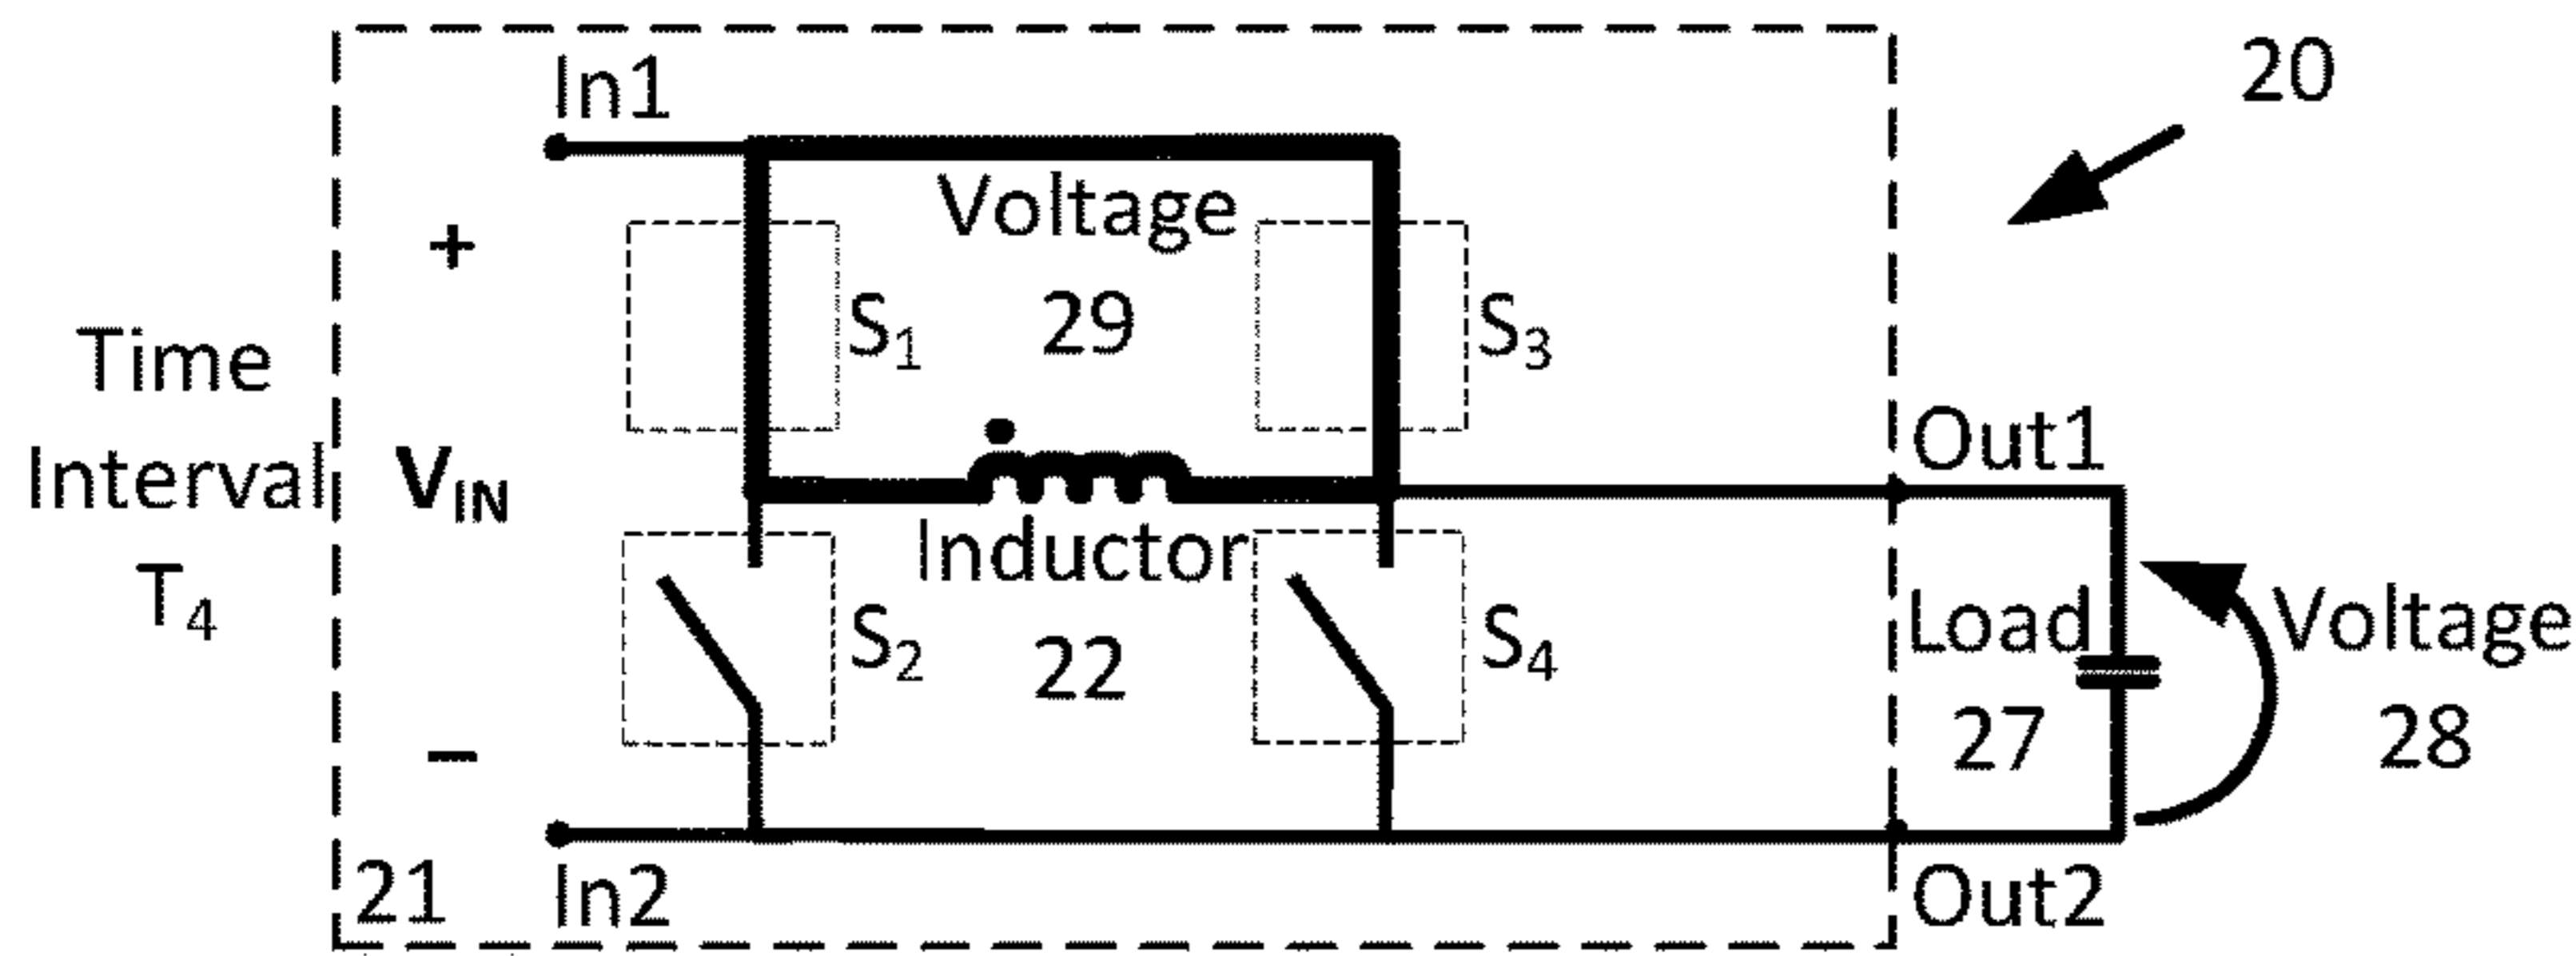 In1
20
+
Voltage
29
S1
S3
Time
Interval
T4
VIN
Out1
Inductor
22
S2
S4
Load
27
Voltage
28
−
21
In2
Out2